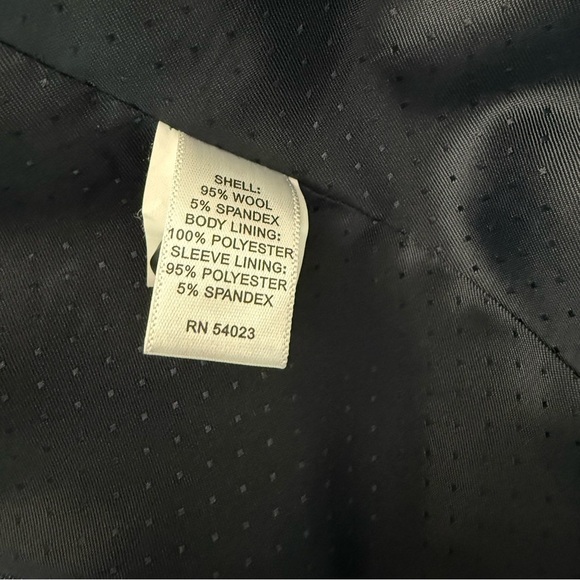 SHELL:
95% WOOL
5% SPANDEX
BODY LINING:
100% POLYESTER
SLEEVE LINING:
95% POLYESTER
5% SPANDEX
RN 54023